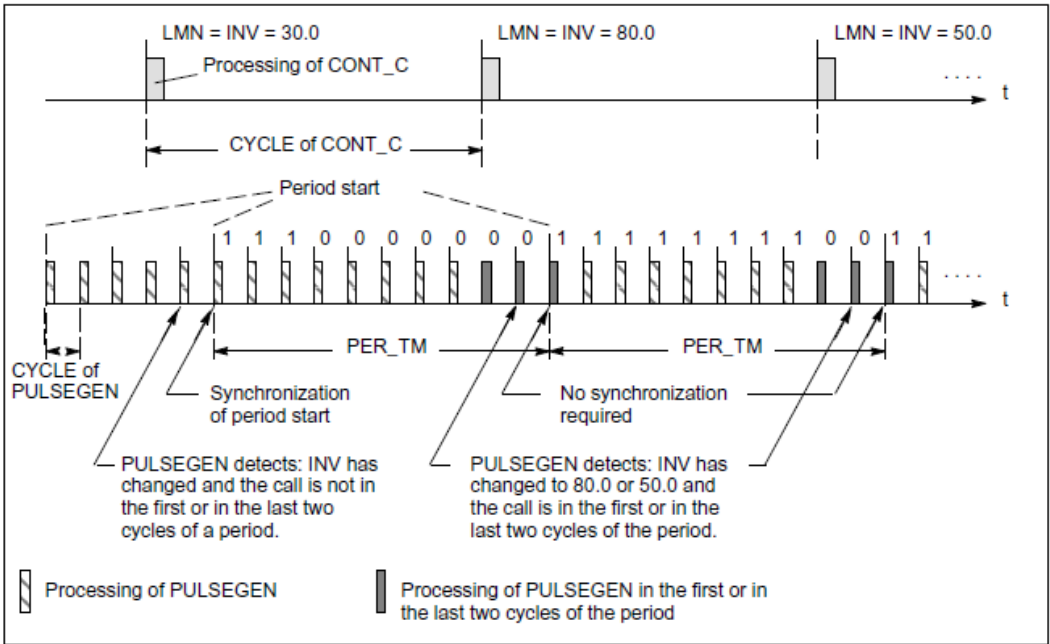 LMN = INV = 30.0
LMN = INV = 80.0
LMN = INV = 50.0
Processing of CONT_C
. . . .
t
CYCLE of CONT_C
Period start
1 1 1 0 0 0 0 0 0 0 1 1 1 1 1 1 1 1 0 0 1 1
. . . .
t
PER_TM
PER_TM
CYCLE of
PULSEGEN
Synchronization
of period start
No synchronization
required
PULSEGEN detects: INV has
changed and the call is not in
the first or in the last two
cycles of a period.
PULSEGEN detects: INV has
changed to 80.0 or 50.0 and
the call is in the first or in the
last two cycles of the period.
Processing of PULSEGEN
Processing of PULSEGEN in the first or in
the last two cycles of the period